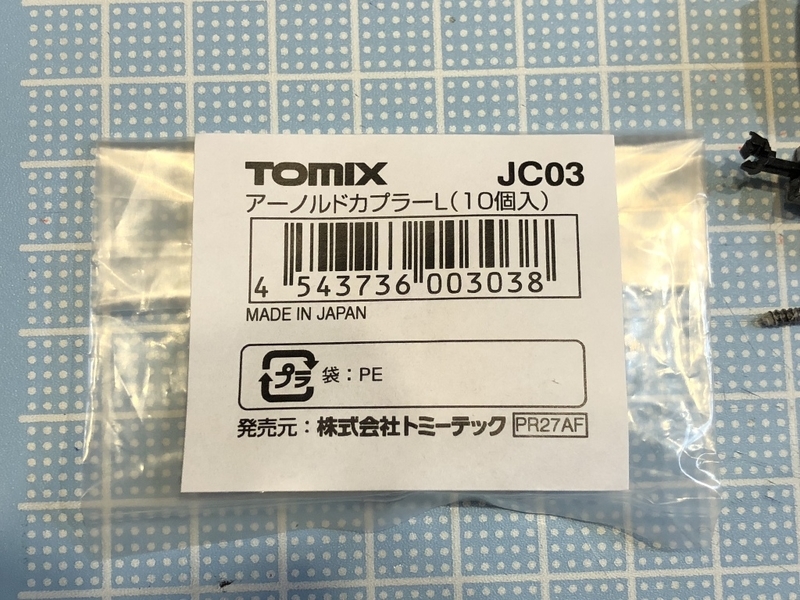 TOMIX JC03
アーノルドカプラーL(10個入)
4 543736 003038
MADE IN JAPAN
プラ 袋：PE
発売元：株式会社トミーテック PR27AF